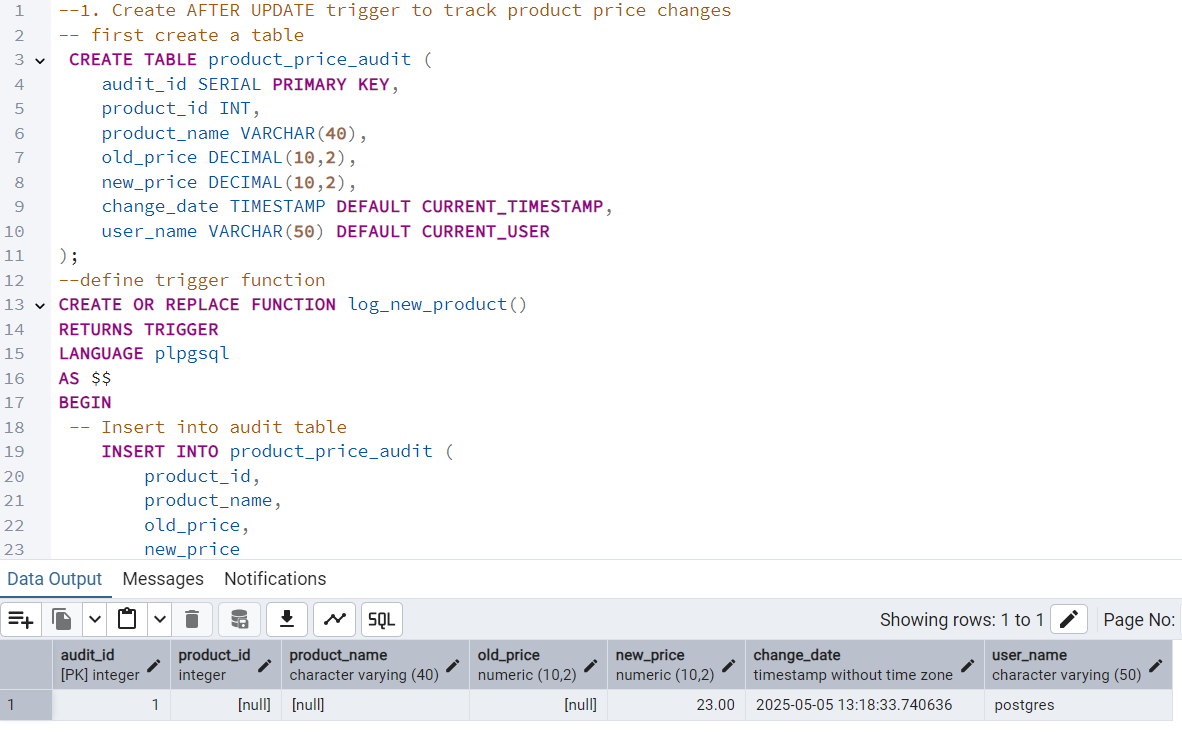 1 --1. Create AFTER UPDATE trigger to track product price changes
2 -- first create a table
3 CREATE TABLE product_price_audit (
4 audit_id SERIAL PRIMARY KEY,
5 product_id INT,
6 product_name VARCHAR(40),
7 old_price DECIMAL(10,2),
8 new_price DECIMAL(10,2),
9 change_date TIMESTAMP DEFAULT CURRENT_TIMESTAMP,
10 user_name VARCHAR(50) DEFAULT CURRENT_USER
11 );
12 --define trigger function
13 CREATE OR REPLACE FUNCTION log_new_product()
14 RETURNS TRIGGER
15 LANGUAGE plpgsql
16 AS $$
17 BEGIN
18 -- Insert into audit table
19 INSERT INTO product_price_audit (
20 product_id,
21 product_name,
22 old_price,
23 new_price
Data Output Messages Notifications
SQL Showing rows: 1 to 1 Page No:
audit_id product_id product_name old_price new_price change_date user_name
[PK] integer integer character varying (40) numeric (10,2) numeric (10,2) timestamp without time zone character varying (50)
1 1 [null] [null] [null] 23.00 2025-05-05 13:18:33.740636 postgres